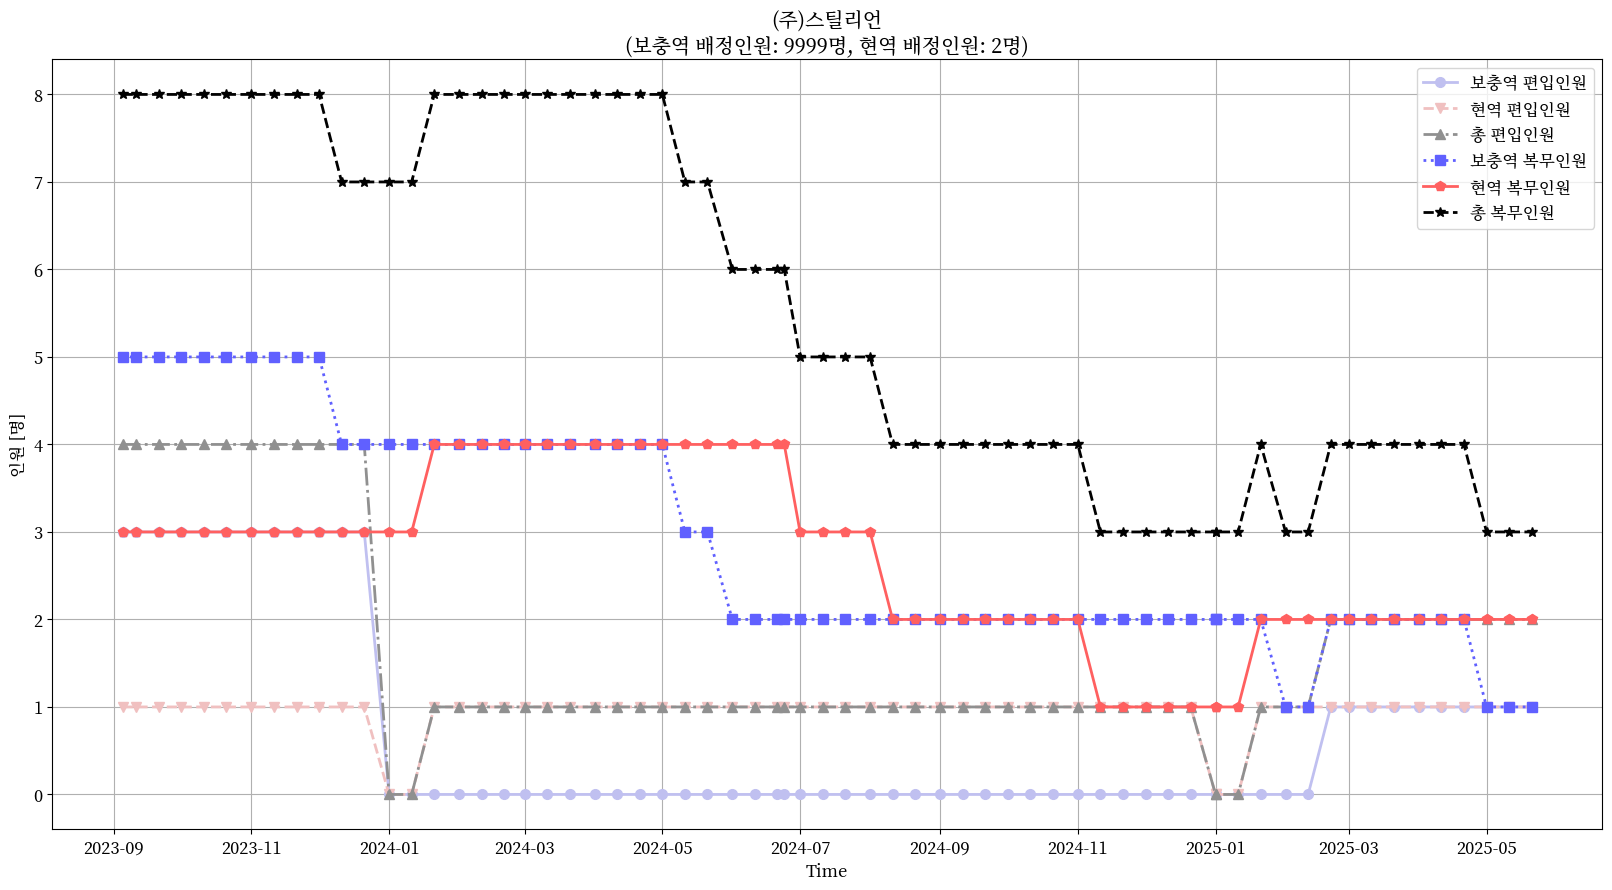 (주)스틸리언
(보충역 배정인원: 9999명, 현역 배정인원: 2명)
보충역 편입인원
현역 편입인원
총 편입인원
보충역 복무인원
현역 복무인원
총 복무인원
인원 [명]
8
7
6
5
4
3
2
1
0
2023-09 2023-11 2024-01 2024-03 2024-05 2024-07 2024-09 2024-11 2025-01 2025-03 2025-05
Time